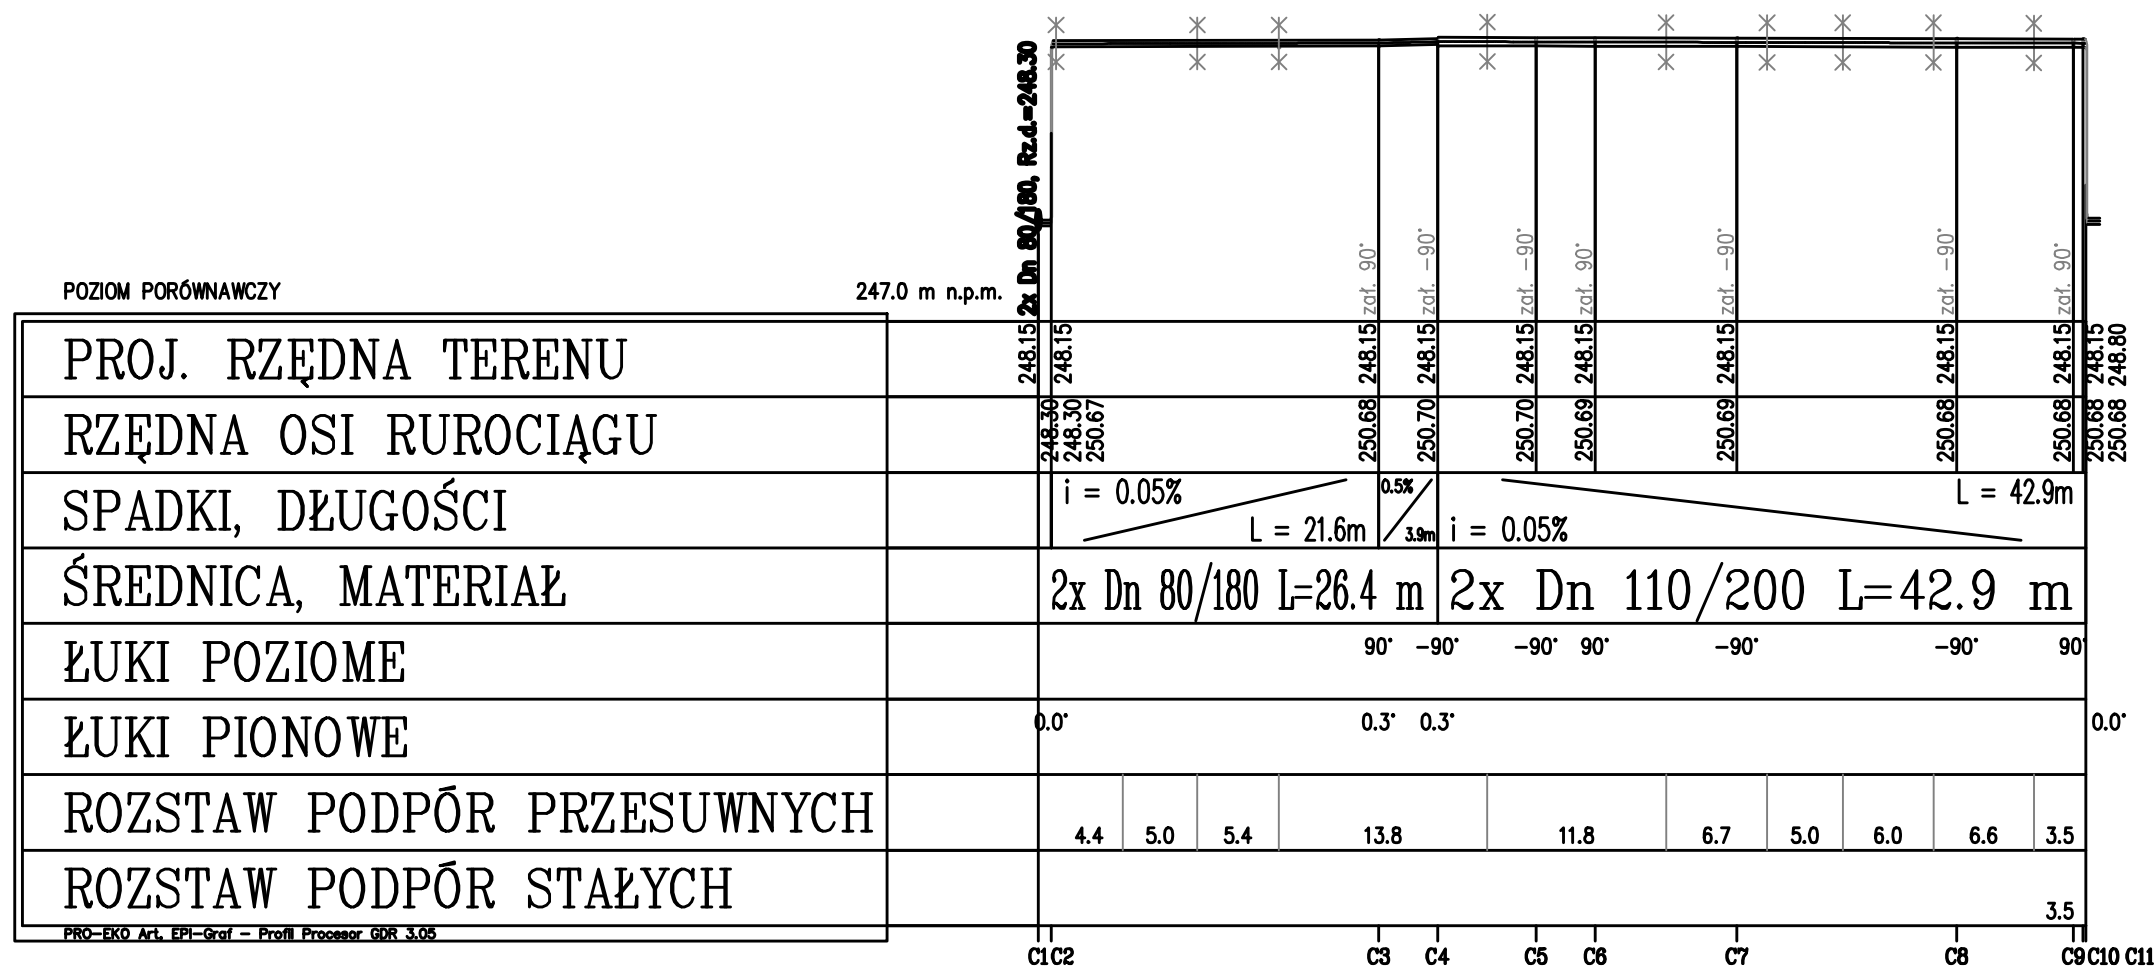 2x Dn 80/180, Rz.d.=248.30
zał. 90° zał. -90° zał. -90° zał. 90° zał. -90° zał. -90° zał. 90°
POZIOM PORÓWNAWCZY 247.0 m n.p.m.
PROJ. RZĘDNA TERENU 248.15 248.15 248.15 248.15 248.15 248.15 248.15 248.15 248.15 248.15 248.80
RZĘDNA OSI RUROCIĄGU 248.30 248.30 250.67 250.68 250.70 250.70 250.69 250.69 250.68 250.68 250.68 250.68
SPADKI, DŁUGOŚCI i = 0.05% L = 21.6m 0.5% 3.9m i = 0.05% L = 42.9m
ŚREDNICA, MATERIAŁ 2x Dn 80/180 L=26.4 m 2x Dn 110/200 L=42.9 m
ŁUKI POZIOME 90° -90° -90° 90° -90° -90° 90°
ŁUKI PIONOWE 0.0° 0.3° 0.3° 0.0°
ROZSTAW PODPÓR PRZESUWNYCH 4.4 5.0 5.4 13.8 11.8 6.7 5.0 6.0 6.6 3.5
ROZSTAW PODPÓR STAŁYCH 3.5
PRO-EKO Art. EPI-Graf - Profil Procesor GDR 3.05
C1 C2 C3 C4 C5 C6 C7 C8 C9 C10 C11